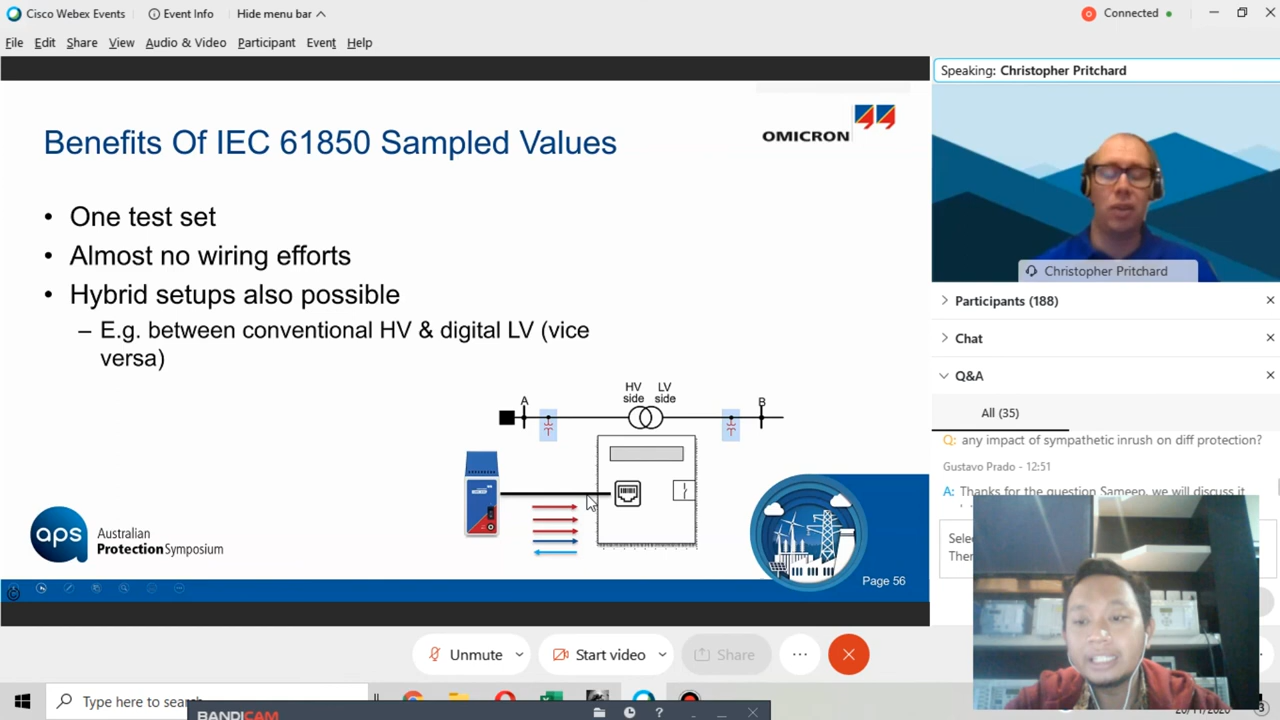 Cisco Webex Events
Event Info
Hide menu bar
Connected
File Edit Share View Audio & Video Participant Event Help
Speaking: Christopher Pritchard
OMICRON
Benefits Of IEC 61850 Sampled Values
• One test set
• Almost no wiring efforts
• Hybrid setups also possible
– E.g. between conventional HV & digital LV (vice
versa)
HV LV
side side
A
B
aps
Australian
Protection Symposium
Page 56
Christopher Pritchard
Participants (188)
Chat
Q&A
All (35)
Q: any impact of sympathetic inrush on diff protection?
Gustavo Prado - 12:51
A: Thanks for the question Sameep, we will discuss it
Unmute
Start video
Share
Type here to sear
BANDICAM